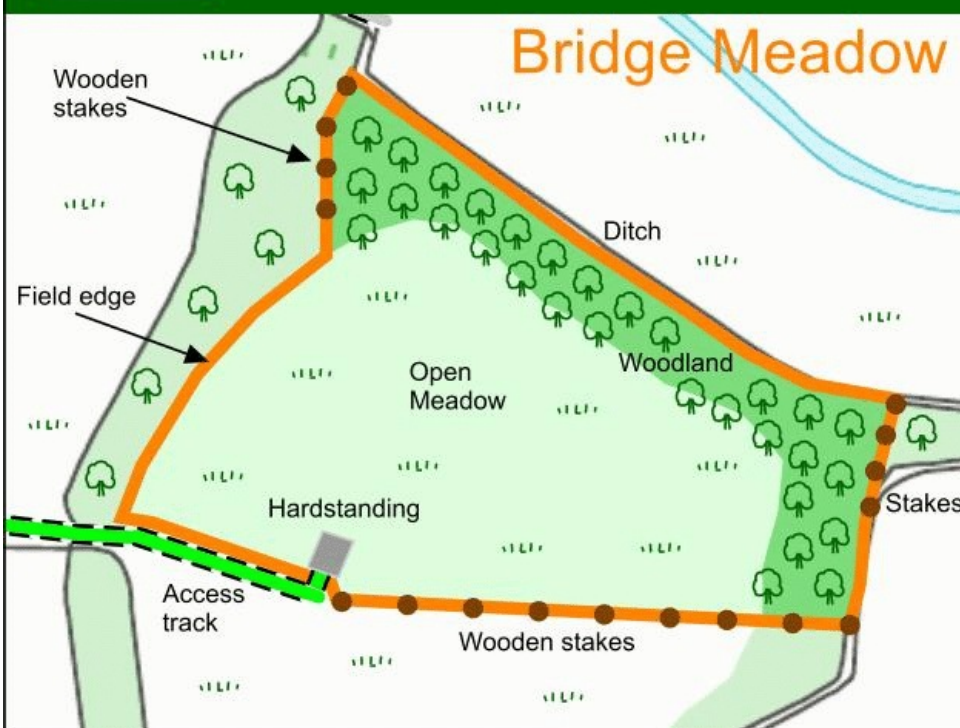 Bridge Meadow
Wooden
stakes
Ditch
Field edge
Woodland
Open
Meadow
Hardstanding
Stakes
Access
track
Wooden stakes